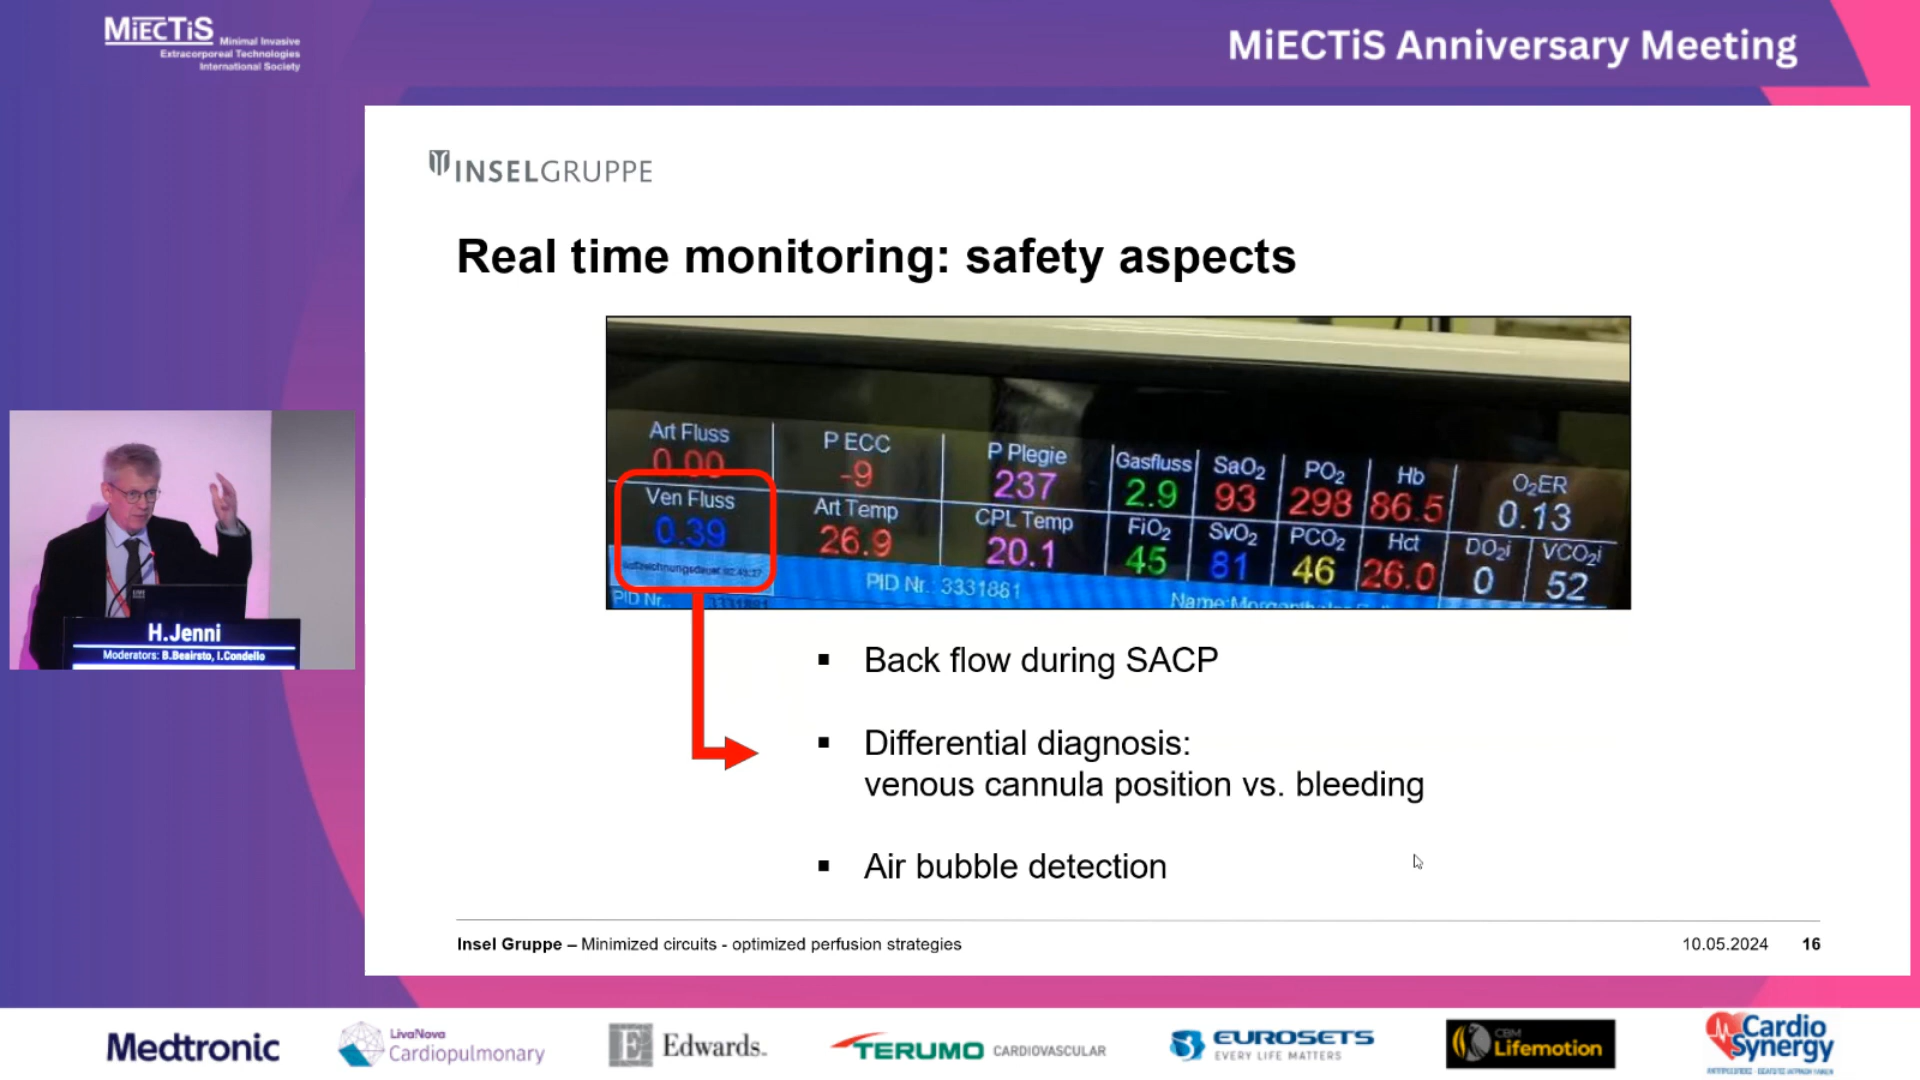 MiECTiS Minimal Invasive
Extracorporeal Technologies
International Society
MiECTiS Anniversary Meeting
INSELGRUPPE
Real time monitoring: safety aspects
Art Fluss
0.00
P ECC
-9
P Plegie
237
Gasfluss
2.9
SaO₂
93
PO₂
298
Hb
86.5
O₂ER
0.13
Ven Fluss
0.39
Art Temp
26.9
CPL Temp
20.1
FiO₂
45
SvO₂
81
PCO₂
46
Hct
26.0
DO₂i
0
VCO₂i
52
PID Nr.: 3331861
PID Nr.:
Name:
H.Jenni
Moderators: B.Beairsto, I.Condello
▪ Back flow during SACP
▪ Differential diagnosis:
venous cannula position vs. bleeding
▪ Air bubble detection
Insel Gruppe – Minimized circuits - optimized perfusion strategies
10.05.2024 16
Medtronic
LivaNova
Cardiopulmonary
E Edwards.
TERUMO CARDIOVASCULAR
EUROSETS
EVERY LIFE MATTERS
CBM
Lifemotion
Cardio
Synergy